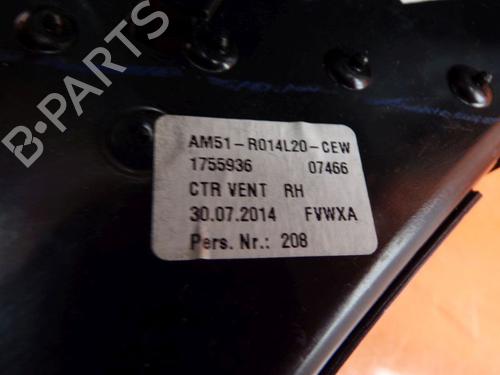 B-PARTS
AM51-R014L20-CEW
1755936 07466
CTR VENT RH
30.07.2014 FVWXA
Pers. Nr.: 208